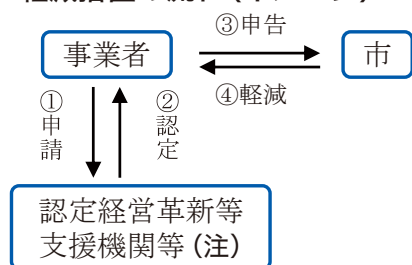 ③申告
事業者
市
④軽減
①申請
②認定
認定経営革新等
支援機関等(注)